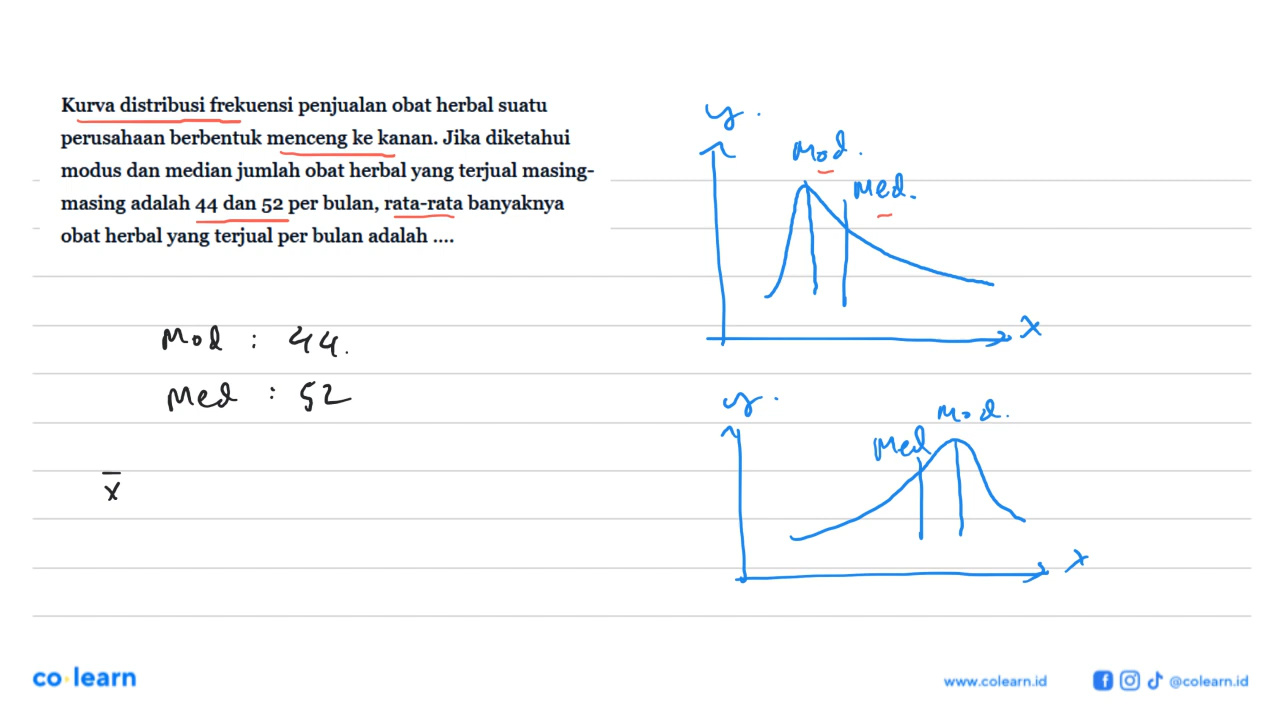 Kurva distribusi frekuensi penjualan obat herbal suatu
perusahaan berbentuk menceng ke kanan. Jika diketahui
modus dan median jumlah obat herbal yang terjual masing-
masing adalah 44 dan 52 per bulan, rata-rata banyaknya
obat herbal yang terjual per bulan adalah ....
Mod : 44.
Med : 52
x̅
y.
Mod.
Med.
x
y.
Mod.
Med
x
co learn
www.colearn.id
@colearn.id